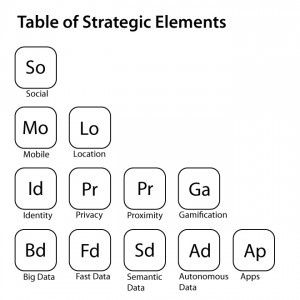 Table of Strategic Elements
So
Social
Mo Lo
Mobile Location
Id Pr Pr Ga
Identity Privacy Proximity Gamification
Bd Fd Sd Ad Ap
Big Data Fast Data Semantic Autonomous Apps
Data Data